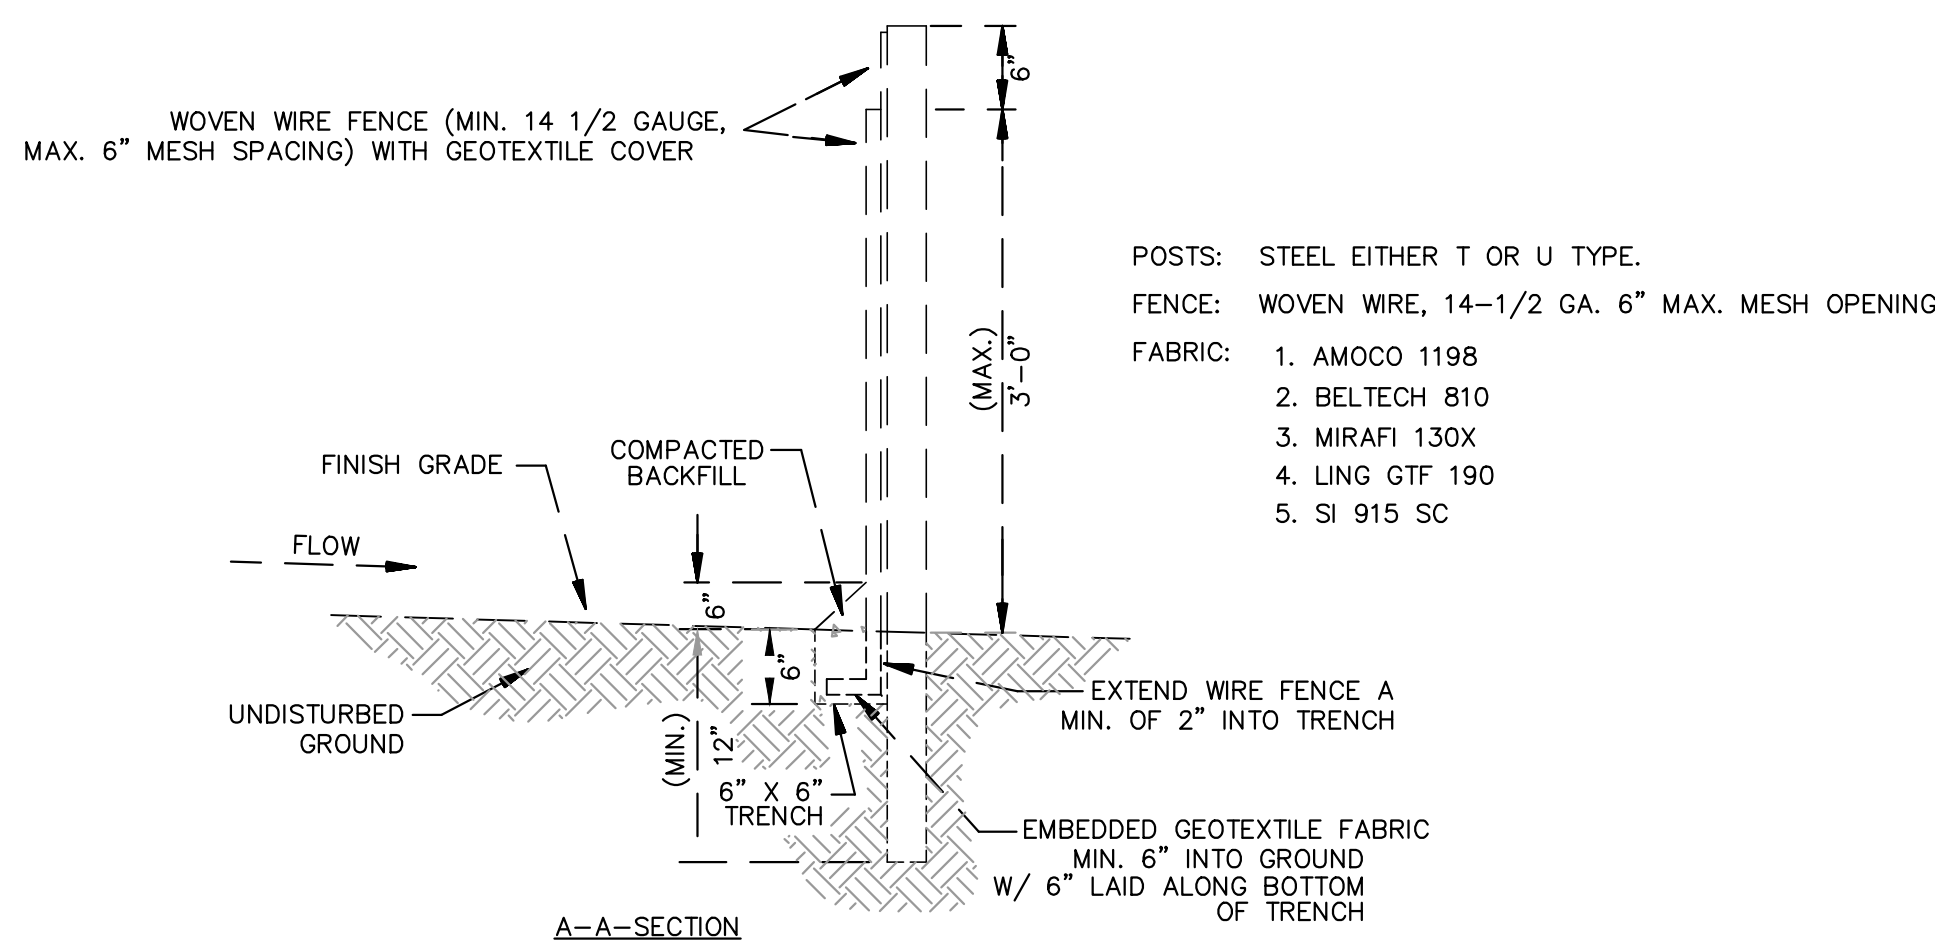 6”
WOVEN WIRE FENCE (MIN. 14 1/2 GAUGE,
MAX. 6” MESH SPACING) WITH GEOTEXTILE COVER
POSTS: STEEL EITHER T OR U TYPE.
FENCE: WOVEN WIRE, 14-1/2 GA. 6” MAX. MESH OPENING
FABRIC: 1. AMOCO 1198
2. BELTECH 810
3. MIRAFI 130X
4. LING GTF 190
5. SI 915 SC
(MAX.)
3'-0”
FINISH GRADE
COMPACTED
BACKFILL
FLOW
6”
6”
UNDISTURBED
GROUND
(MIN.)
12”
6” X 6”
TRENCH
EXTEND WIRE FENCE A
MIN. OF 2” INTO TRENCH
EMBEDDED GEOTEXTILE FABRIC
MIN. 6” INTO GROUND
W/ 6” LAID ALONG BOTTOM
OF TRENCH
A-A-SECTION